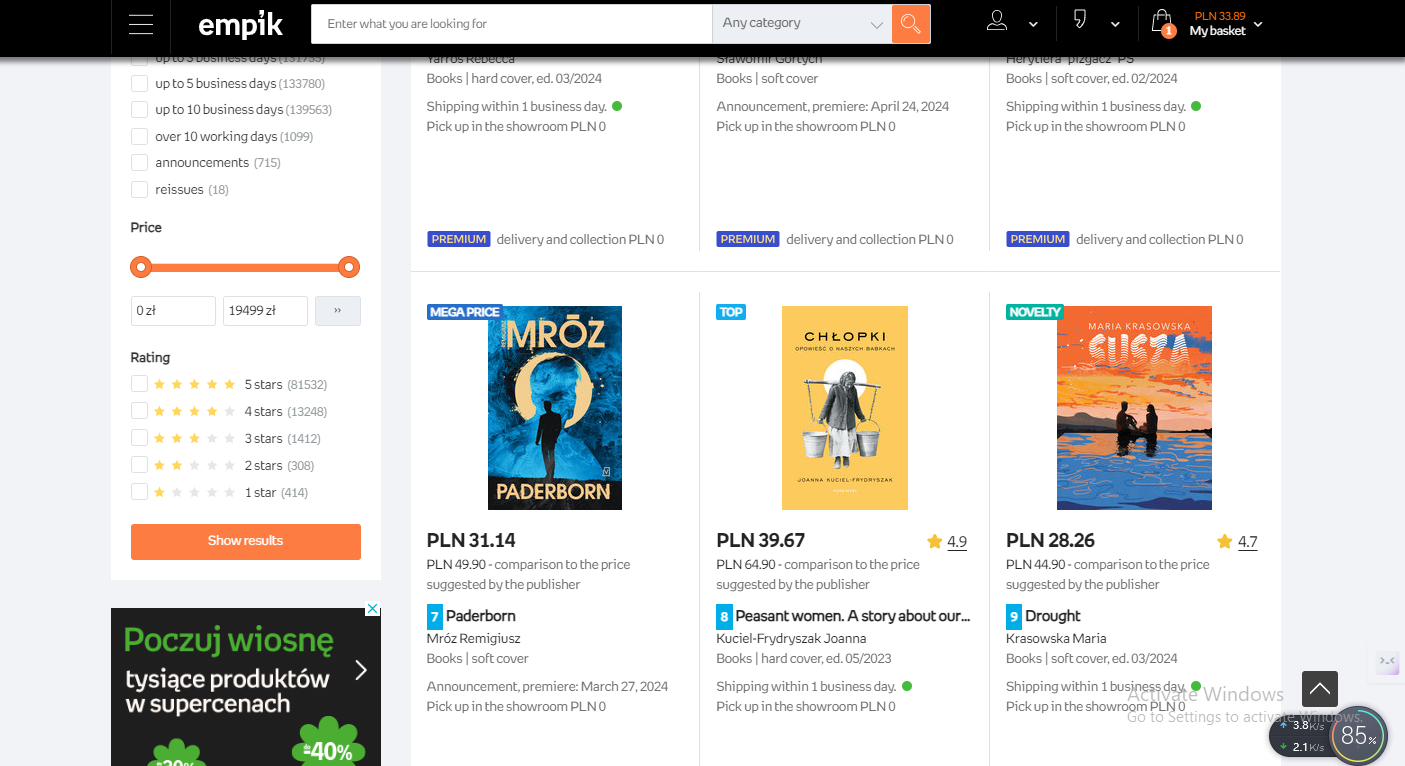 empik
Enter what you are looking for
Any category
1
PLN 33.89
My basket
up to 3 business days (131755)
up to 5 business days (133780)
up to 10 business days (139563)
over 10 working days (1099)
announcements (715)
reissues (18)
Price
0 zł
19499 zł
››
Rating
5 stars (81532)
4 stars (13248)
3 stars (1412)
2 stars (308)
1 star (414)
Show results
Poczuj wiosnę
tysiące produktów
w supercenach
do -40%
Yarros Rebecca
Books | hard cover, ed. 03/2024
Shipping within 1 business day.
Pick up in the showroom PLN 0
PREMIUM delivery and collection PLN 0
Sławomir Gortych
Books | soft cover
Announcement, premiere: April 24, 2024
Pick up in the showroom PLN 0
PREMIUM delivery and collection PLN 0
Herytiera "pizgacz" PS
Books | soft cover, ed. 02/2024
Shipping within 1 business day.
Pick up in the showroom PLN 0
PREMIUM delivery and collection PLN 0
MEGA PRICE
MRÓZ
PADERBORN
PLN 31.14
PLN 49.90 - comparison to the price
suggested by the publisher
7 Paderborn
Mróz Remigiusz
Books | soft cover
Announcement, premiere: March 27, 2024
Pick up in the showroom PLN 0
TOP
CHŁOPKI
OPOWIEŚĆ O NASZYCH BABKACH
JOANNA KUCIEL-FRYDRYSZAK
PLN 39.67
4.9
PLN 64.90 - comparison to the price
suggested by the publisher
8 Peasant women. A story about our...
Kuciel-Frydryszak Joanna
Books | hard cover, ed. 05/2023
Shipping within 1 business day.
Pick up in the showroom PLN 0
NOVELTY
MARIA KRASOWSKA
SUSZA
PLN 28.26
4.7
PLN 44.90 - comparison to the price
suggested by the publisher
9 Drought
Krasowska Maria
Books | soft cover, ed. 03/2024
Shipping within 1 business day.
Pick up in the showroom PLN 0
Activate Windows
Go to Settings to activate Windows.
3.8 K/s
2.1 K/s
85%